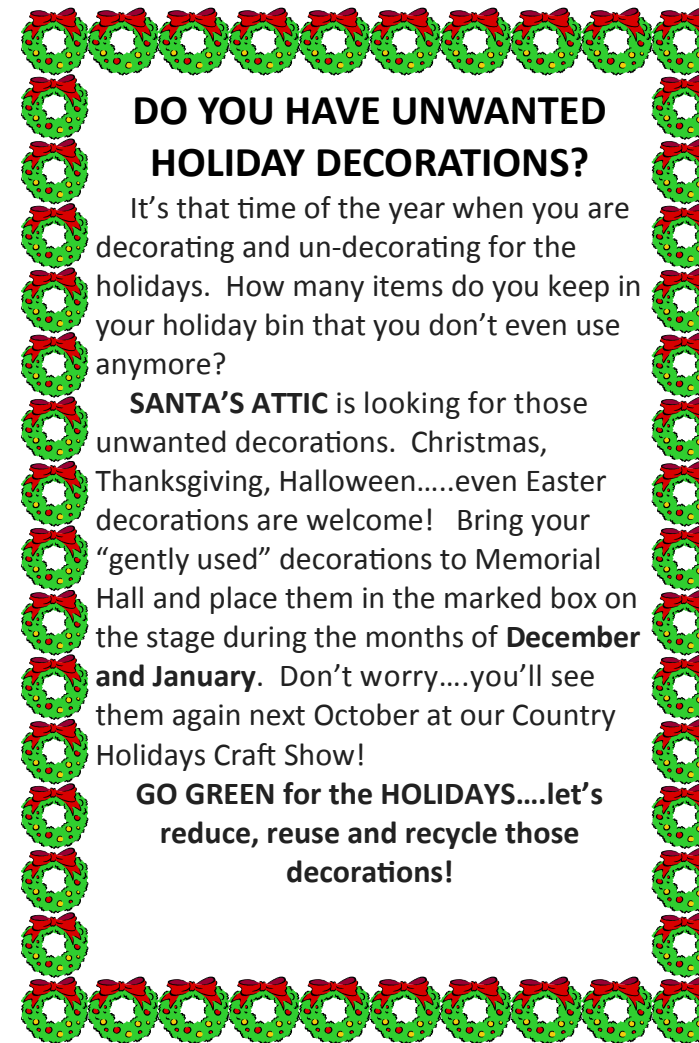 DO YOU HAVE UNWANTED
HOLIDAY DECORATIONS?
It’s that time of the year when you are
decorating and un-decorating for the
holidays.  How many items do you keep in
your holiday bin that you don’t even use
anymore?
SANTA’S ATTIC is looking for those
unwanted decorations.  Christmas,
Thanksgiving, Halloween…..even Easter
decorations are welcome!   Bring your
“gently used” decorations to Memorial
Hall and place them in the marked box on
the stage during the months of December
and January.  Don’t worry….you’ll see
them again next October at our Country
Holidays Craft Show!
GO GREEN for the HOLIDAYS….let’s
reduce, reuse and recycle those
decorations!